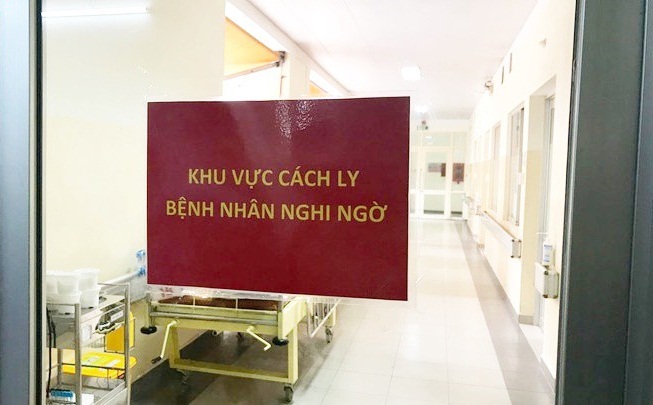 KHU VỰC CÁCH LY
BỆNH NHÂN NGHI NGỜ